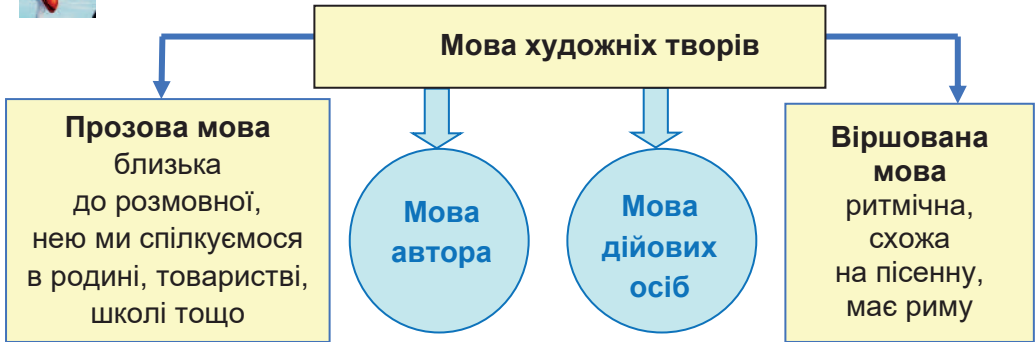 Мова художніх творів
Прозова мова
близька
до розмовної,
нею ми спілкуємося
в родині, товаристві,
школі тощо
Мова
автора
Мова
дійових
осіб
Віршована
мова
ритмічна,
схожа
на пісенну,
має риму